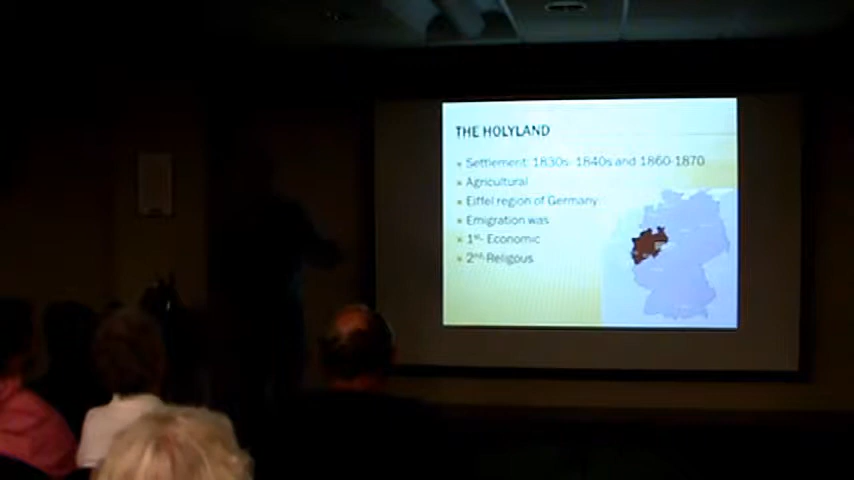 THE HOLYLAND
Settlement: 1830s- 1840s and 1860-1870
Agricultural
Eiffel region of Germany
Emigration was
1st- Economic
2nd-Religous